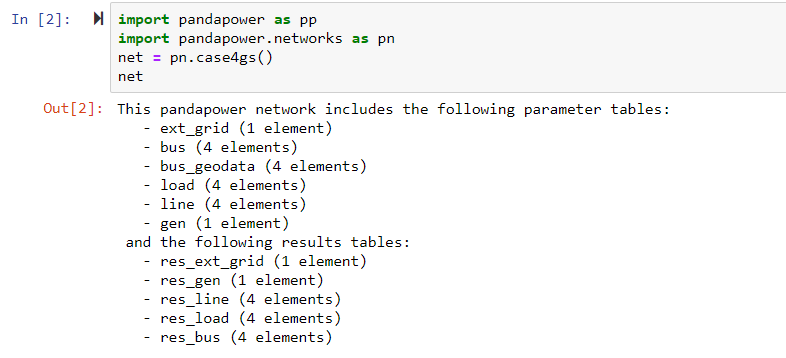 In [2]: import pandapower as pp
import pandapower.networks as pn
net = pn.case4gs()
net
Out[2]: This pandapower network includes the following parameter tables:
- ext_grid (1 element)
- bus (4 elements)
- bus_geodata (4 elements)
- load (4 elements)
- line (4 elements)
- gen (1 element)
and the following results tables:
- res_ext_grid (1 element)
- res_gen (1 element)
- res_line (4 elements)
- res_load (4 elements)
- res_bus (4 elements)